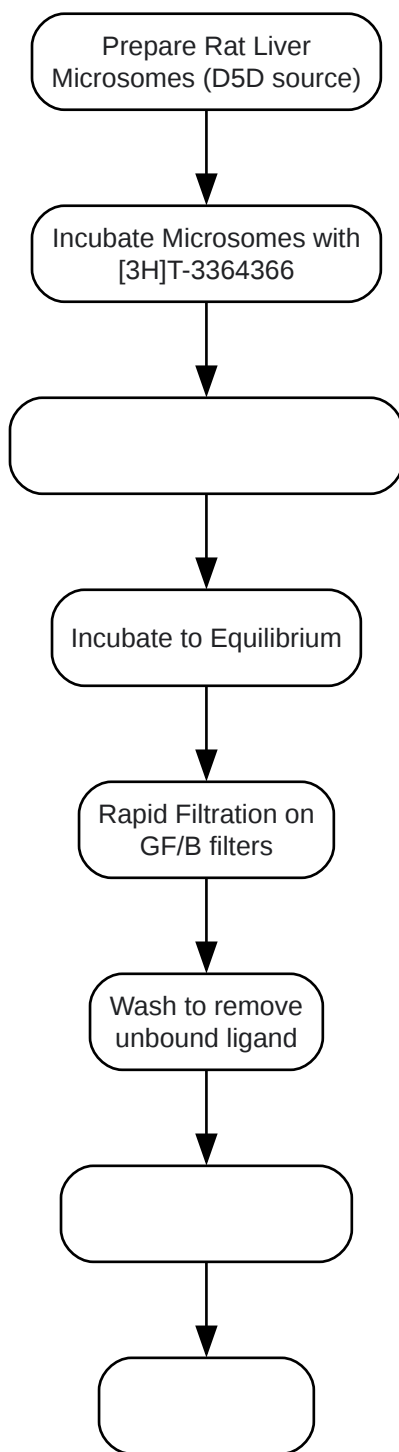 Prepare Rat Liver
Microsomes (D5D source)
Incubate Microsomes with
[3H]T-3364366
Incubate to Equilibrium
Rapid Filtration on
GF/B filters
Wash to remove
unbound ligand